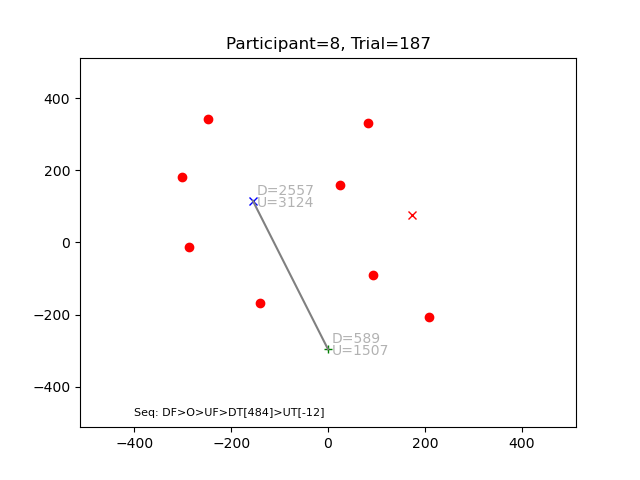 Participant=8, Trial=187
400
200
0
−200
−400
D=2557
U=3124
D=589
U=1507
Seq: DF>O>UF>DT[484]>UT[-12]
−400 −200 0 200 400